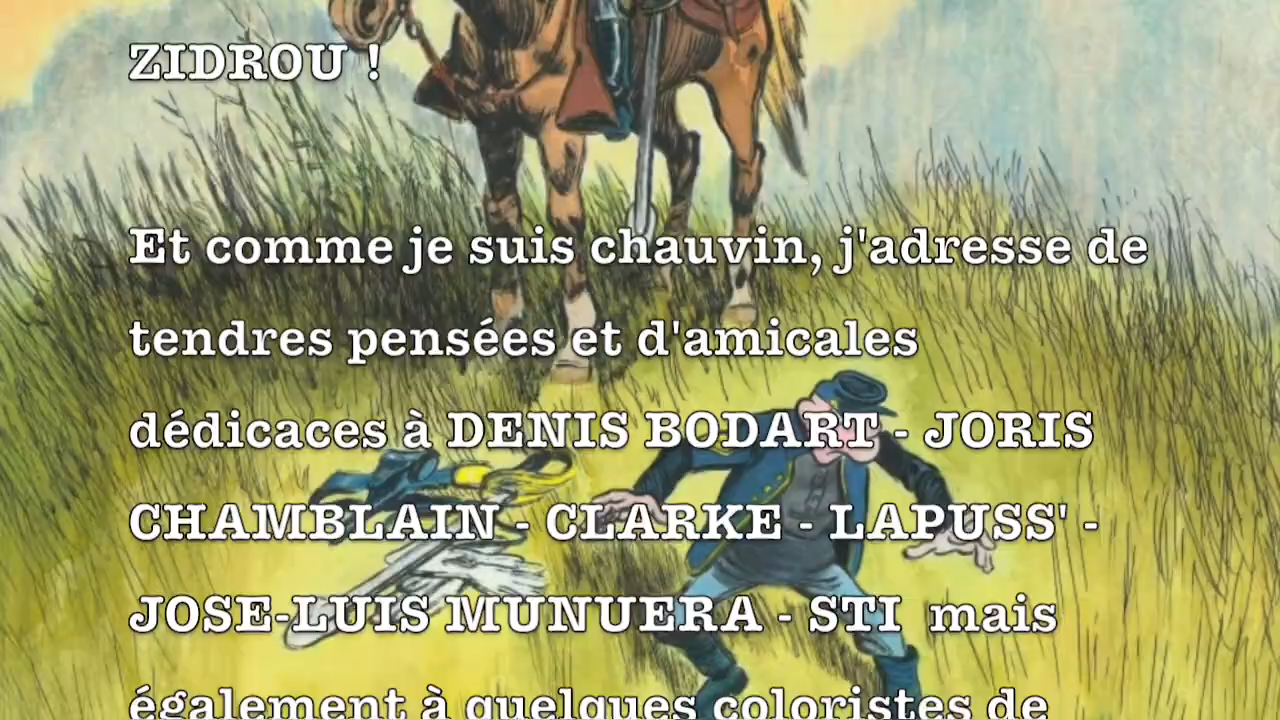 ZIDROU !
Et comme je suis chauvin, j'adresse de
tendres pensées et d'amicales
dédicaces à DENIS BODART - JORIS
CHAMBLAIN - CLARKE - LAPUSS' -
JOSE-LUIS MUNUERA - STI  mais
également à quelques coloristes de